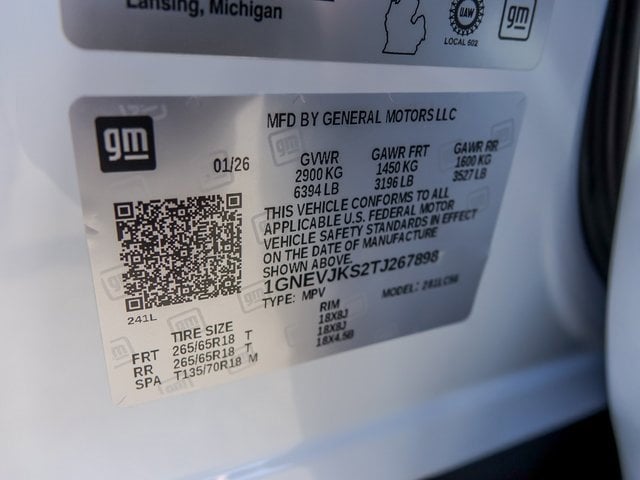 Lansing, Michigan
UAW
LOCAL 602
gm
MFD BY GENERAL MOTORS LLC
gm
01/26
GVWR GAWR FRT GAWR RR
2900 KG 1450 KG 1600 KG
6394 LB 3196 LB 3527 LB
THIS VEHICLE CONFORMS TO ALL
APPLICABLE U.S. FEDERAL MOTOR
VEHICLE SAFETY STANDARDS IN EFFECT
ON THE DATE OF MANUFACTURE
SHOWN ABOVE.
1GNEVJKS2TJ267898
TYPE: MPV MODEL:
241L
TIRE SIZE RIM
FRT 265/65R18 T 18X8J
RR 265/65R18 T 18X8J
SPA T135/70R18 M 18X4.5B